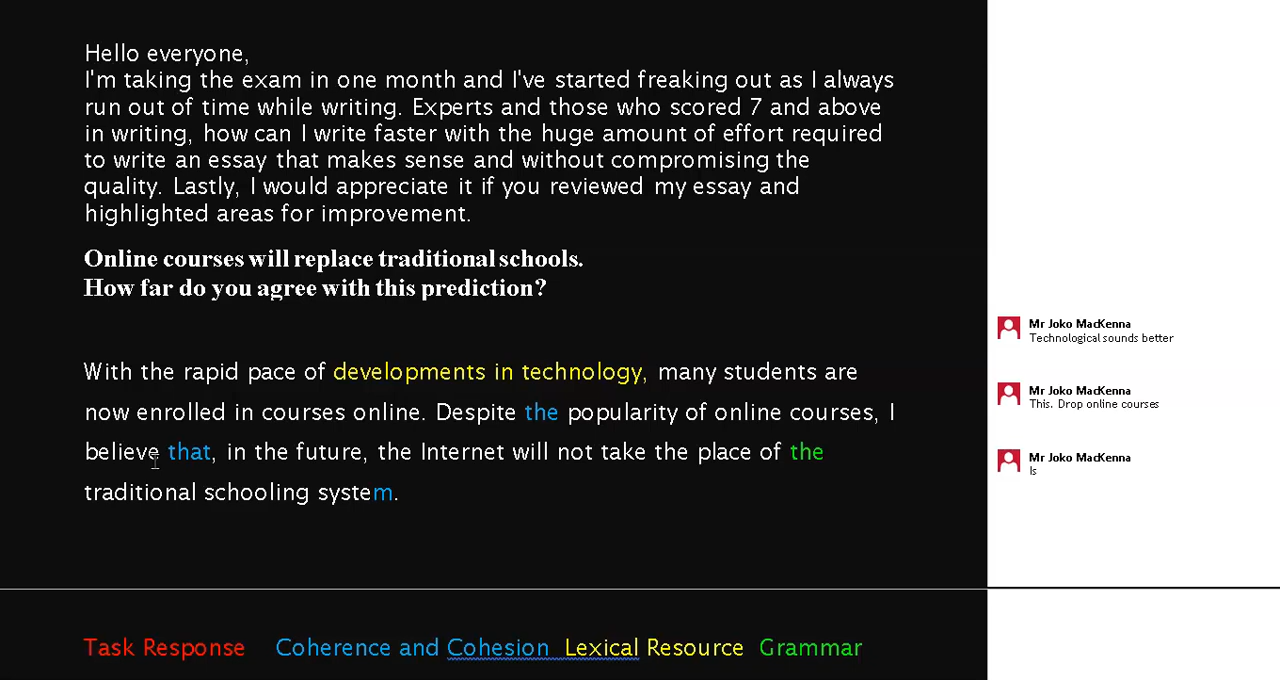 Hello everyone,
I'm taking the exam in one month and I've started freaking out as I always
run out of time while writing. Experts and those who scored 7 and above
in writing, how can I write faster with the huge amount of effort required
to write an essay that makes sense and without compromising the
quality. Lastly, I would appreciate it if you reviewed my essay and
highlighted areas for improvement.
Online courses will replace traditional schools.
How far do you agree with this prediction?
With the rapid pace of developments in technology, many students are
now enrolled in courses online. Despite the popularity of online courses, I
believe that, in the future, the Internet will not take the place of the
traditional schooling system.
Mr Joko MacKenna
Technological sounds better
Mr Joko MacKenna
This. Drop online courses
Mr Joko MacKenna
Is
Task Response Coherence and Cohesion Lexical Resource Grammar